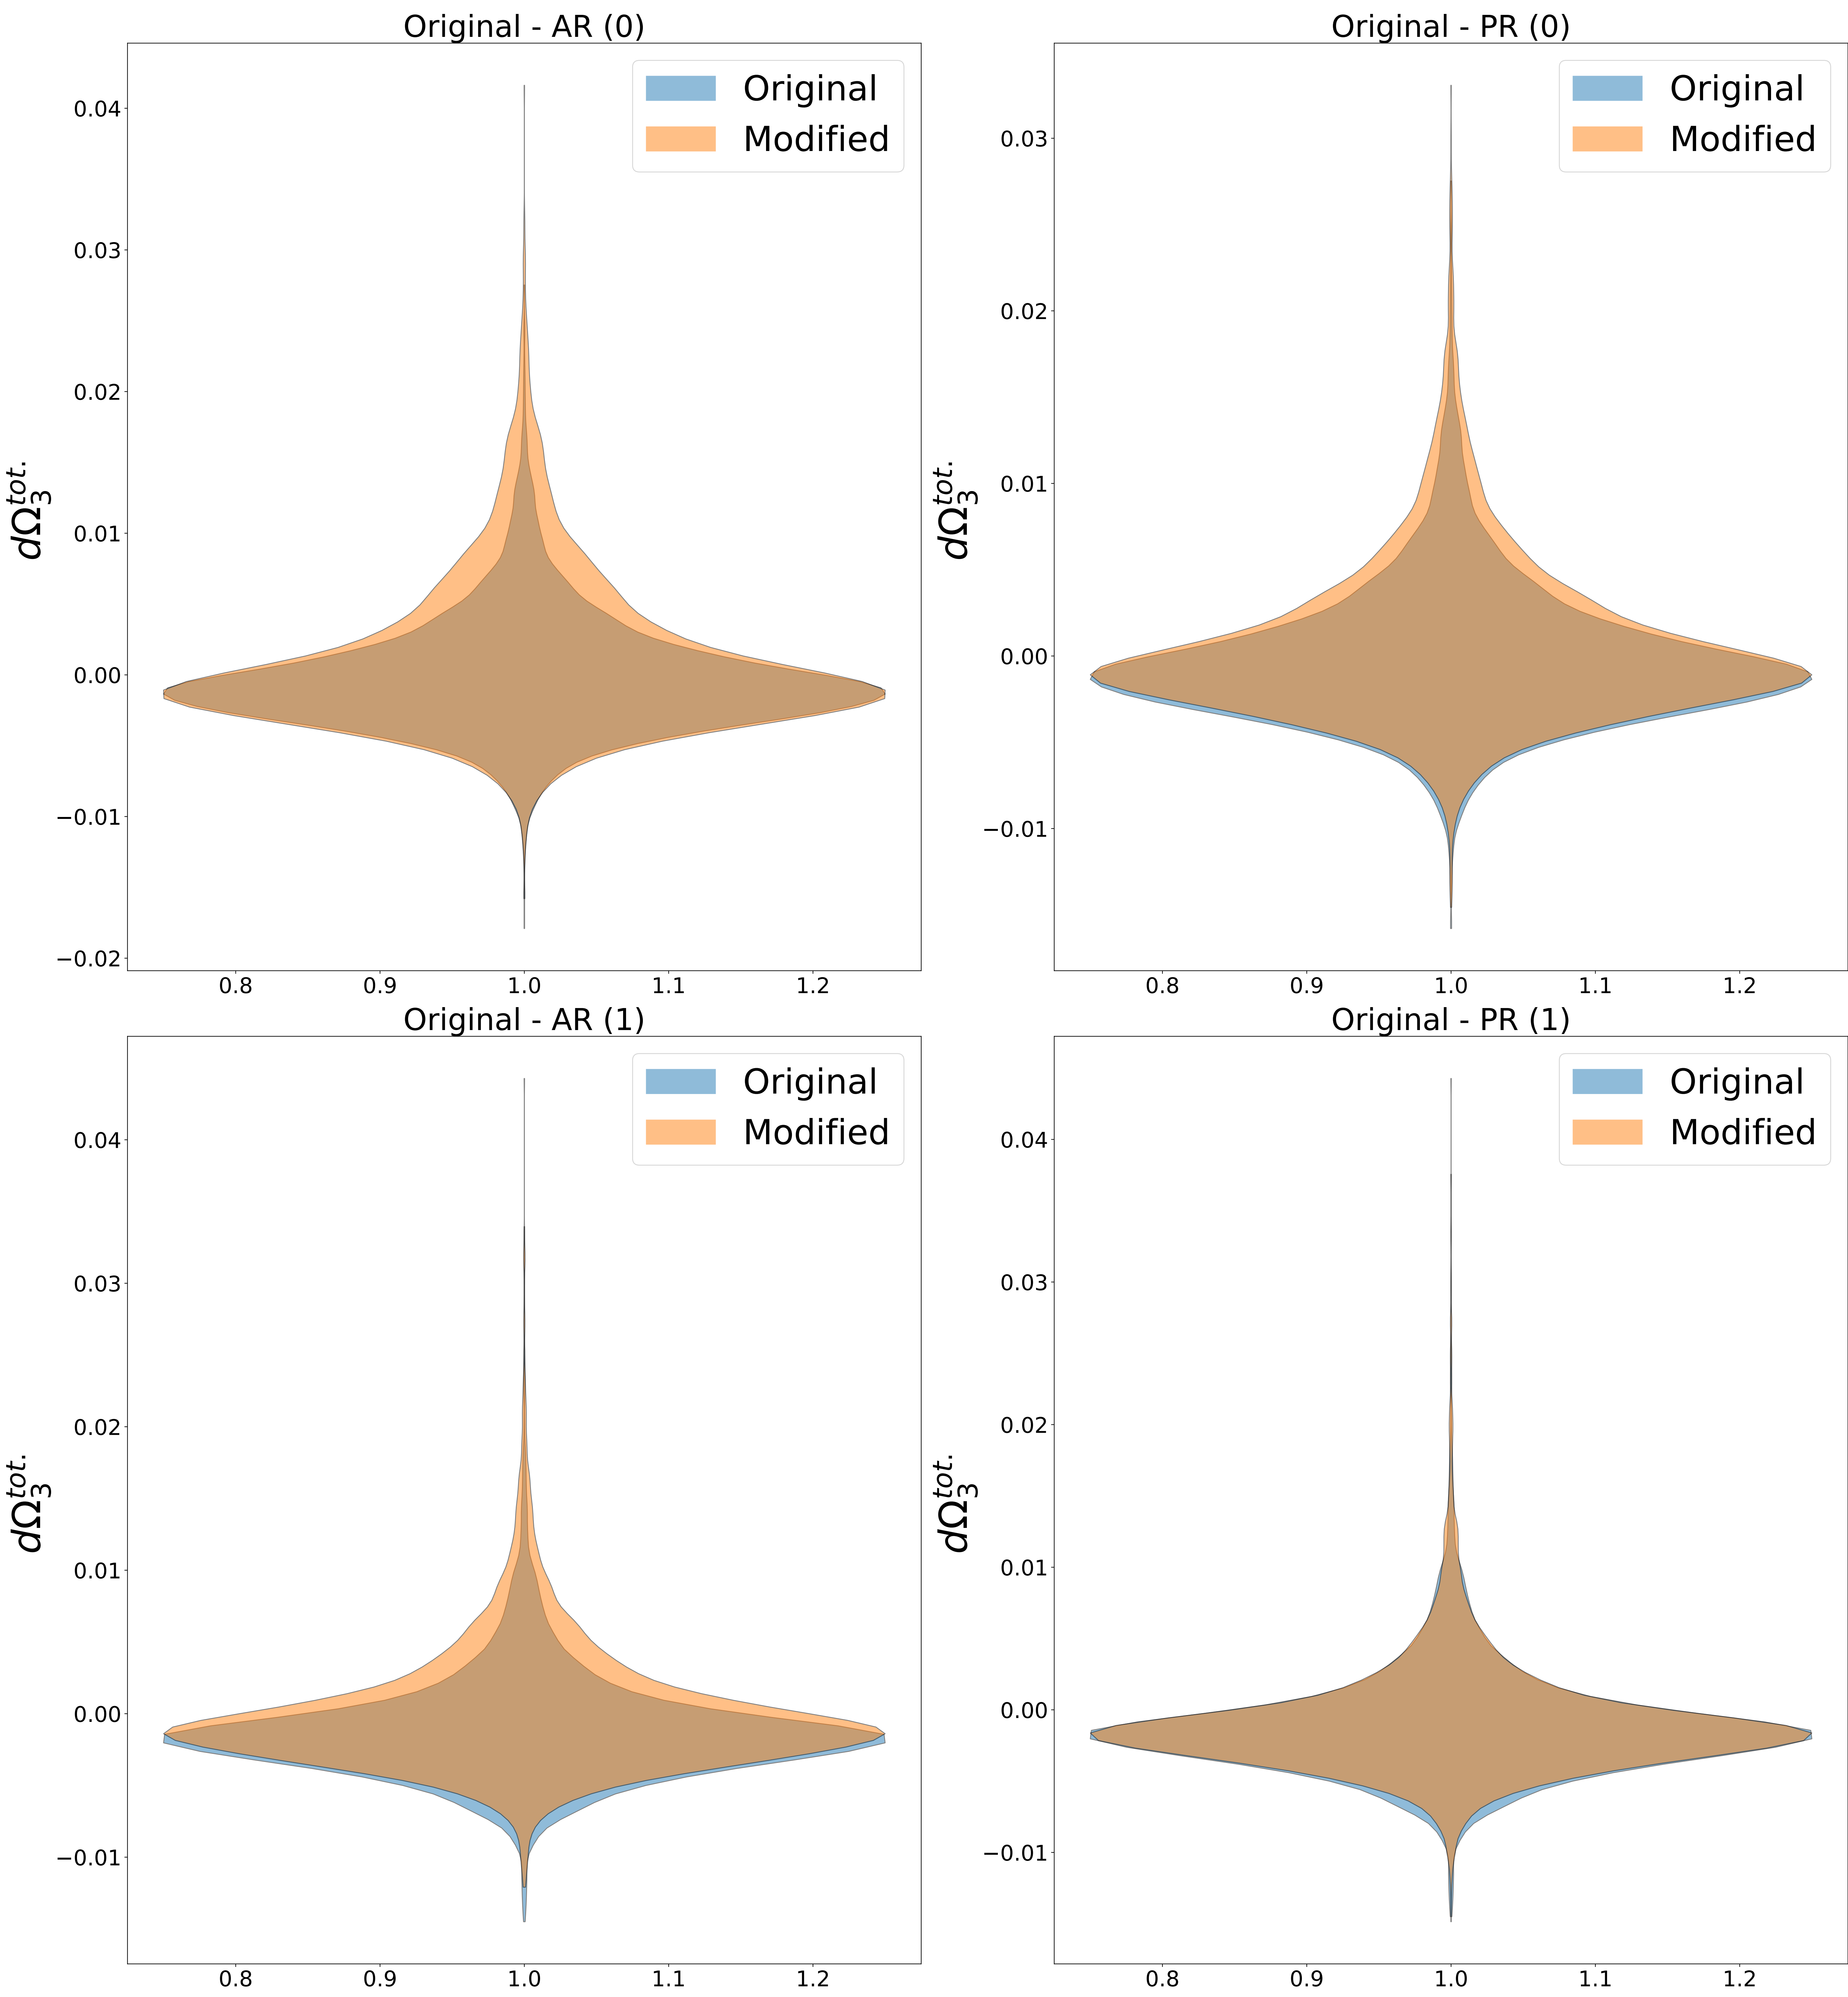 Original - AR (0)
Original
Modified
0.04
0.03
0.02
0.01
0.00
−0.01
−0.02
dΩ₃ᵗᵒᵗ·
0.8 0.9 1.0 1.1 1.2
Original - PR (0)
Original
Modified
0.03
0.02
0.01
0.00
−0.01
dΩ₃ᵗᵒᵗ·
0.8 0.9 1.0 1.1 1.2
Original - AR (1)
Original
Modified
0.04
0.03
0.02
0.01
0.00
−0.01
dΩ₃ᵗᵒᵗ·
0.8 0.9 1.0 1.1 1.2
Original - PR (1)
Original
Modified
0.04
0.03
0.02
0.01
0.00
−0.01
dΩ₃ᵗᵒᵗ·
0.8 0.9 1.0 1.1 1.2